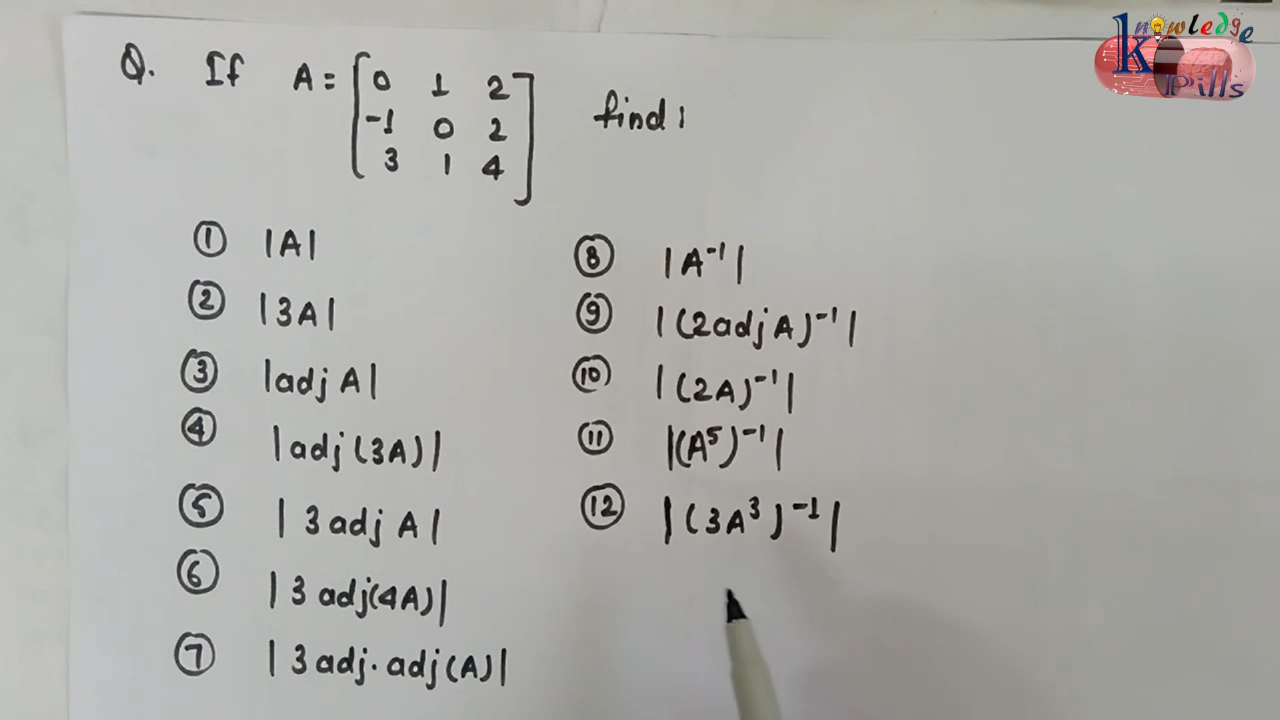 Knowledge
Pills
Q. If A = [0 1 2
-1 0 2
3 1 4] find:
① |A|
② |3A|
③ |adj A|
④ |adj (3A)|
⑤ |3 adj A|
⑥ |3 adj(4A)|
⑦ |3 adj. adj(A)|
⑧ |A⁻¹|
⑨ |(2adj A)⁻¹|
⑩ |(2A)⁻¹|
⑪ |(A⁵)⁻¹|
⑫ |(3A³)⁻¹|